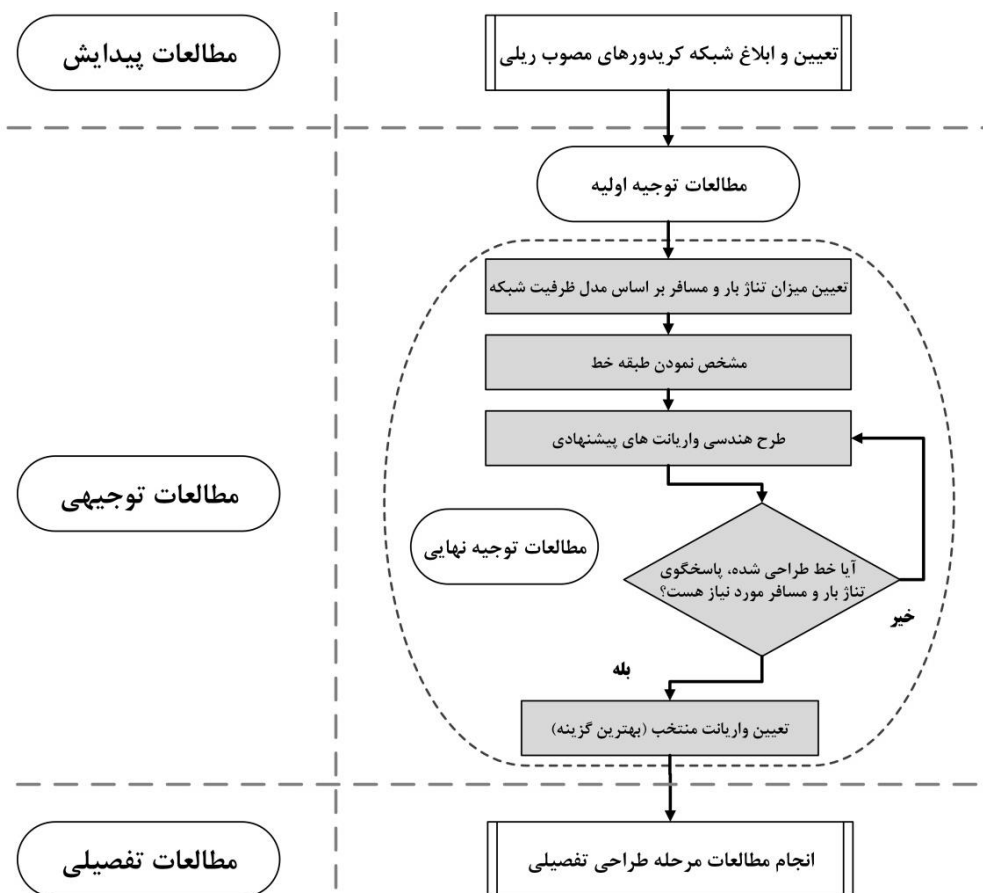 مطالعات پیدایش
تعیین و ابلاغ شبکه کریدورهای مصوب ریلی
مطالعات توجیه اولیه
تعیین میزان تناژ بار و مسافر بر اساس مدل ظرفیت شبکه
مشخص نمودن طبقه خط
طرح هندسی واریانت های پیشنهادی
مطالعات توجیهی
مطالعات توجیه نهایی
آیا خط طراحی شده، پاسخگوی
تناژ بار و مسافر مورد نیاز هست؟
خیر
بله
تعیین واریانت منتخب (بهترین گزینه)
مطالعات تفصیلی
انجام مطالعات مرحله طراحی تفصیلی